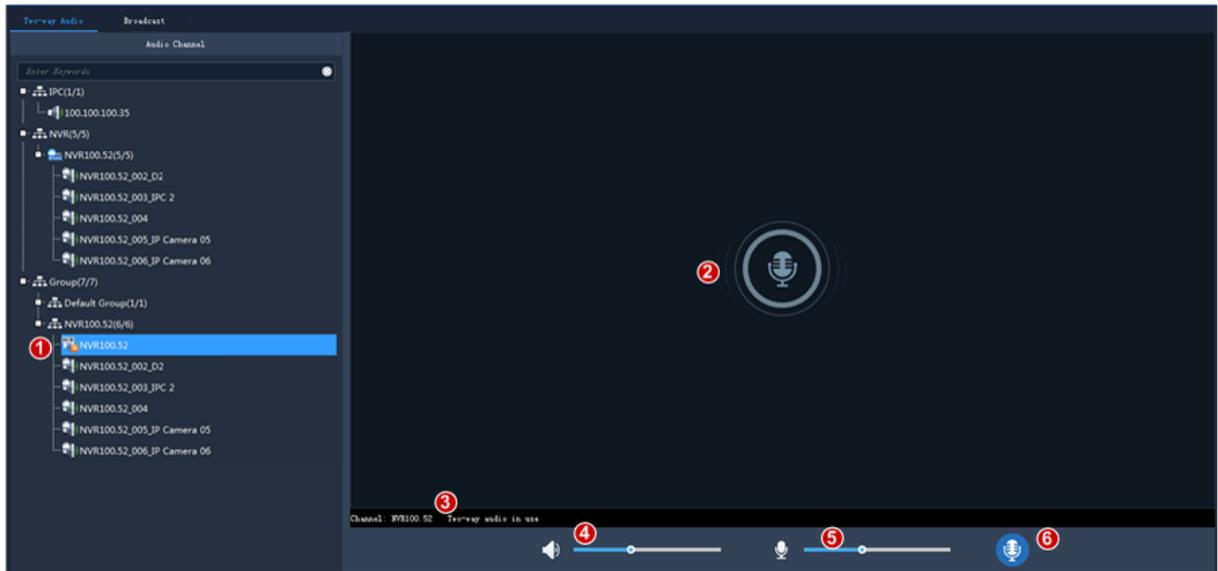 Two-way Audio Broadcast
Audio Channel
Enter Keywords
IPC(1/1)
100.100.100.35
NVR(5/5)
NVR100.52(5/5)
NVR100.52_002_D2
NVR100.52_003_IPC 2
NVR100.52_004
NVR100.52_005_IP Camera 05
NVR100.52_006_IP Camera 06
Group(7/7)
Default Group(1/1)
NVR100.52(6/6)
1 NVR100.52
NVR100.52_002_D2
NVR100.52_003_IPC 2
NVR100.52_004
NVR100.52_005_IP Camera 05
NVR100.52_006_IP Camera 06
2
3
Channel: NVR100.52 Two-way audio in use
4 5 6